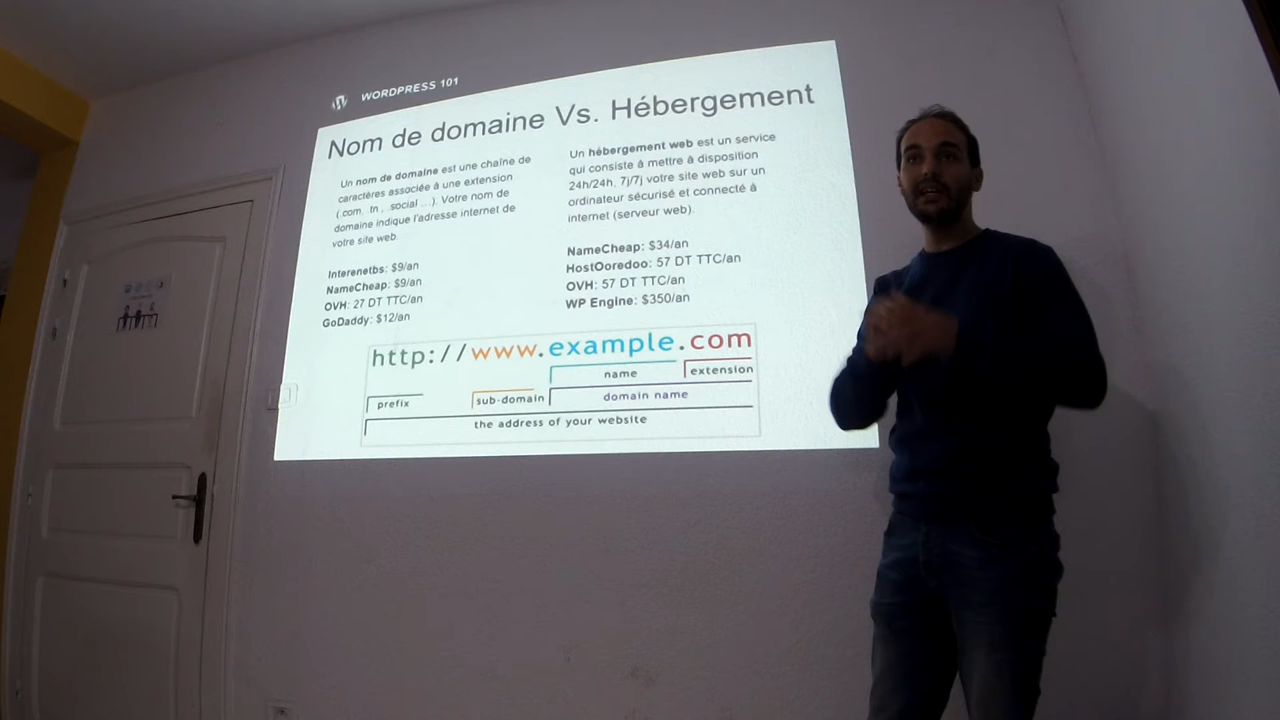 WORDPRESS 101
Nom de domaine Vs. Hébergement
Un nom de domaine est une chaîne de
caractères associée à une extension
(.com, .tn, .social ... ). Votre nom de
domaine indique l'adresse internet de
votre site web.
Interenetbs: $9/an
NameCheap: $9/an
OVH: 27 DT TTC/an
GoDaddy: $12/an
Un hébergement web est un service
qui consiste à mettre à disposition
24h/24h, 7j/7j votre site web sur un
ordinateur sécurisé et connecté à
internet (serveur web).
NameCheap: $34/an
HostOoredoo: 57 DT TTC/an
OVH: 57 DT TTC/an
WP Engine: $350/an
http://www.example.com
name extension
prefix sub-domain domain name
the address of your website